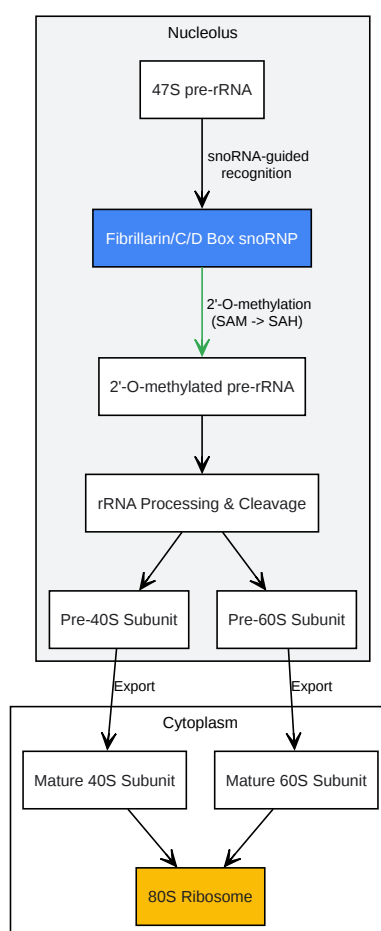 Nucleolus
47S pre-rRNA
snoRNA-guided
recognition
Fibrillarin/C/D Box snoRNP
2'-O-methylation
(SAM -> SAH)
2'-O-methylated pre-rRNA
rRNA Processing & Cleavage
Pre-40S Subunit
Pre-60S Subunit
Export
Export
Cytoplasm
Mature 40S Subunit
Mature 60S Subunit
80S Ribosome